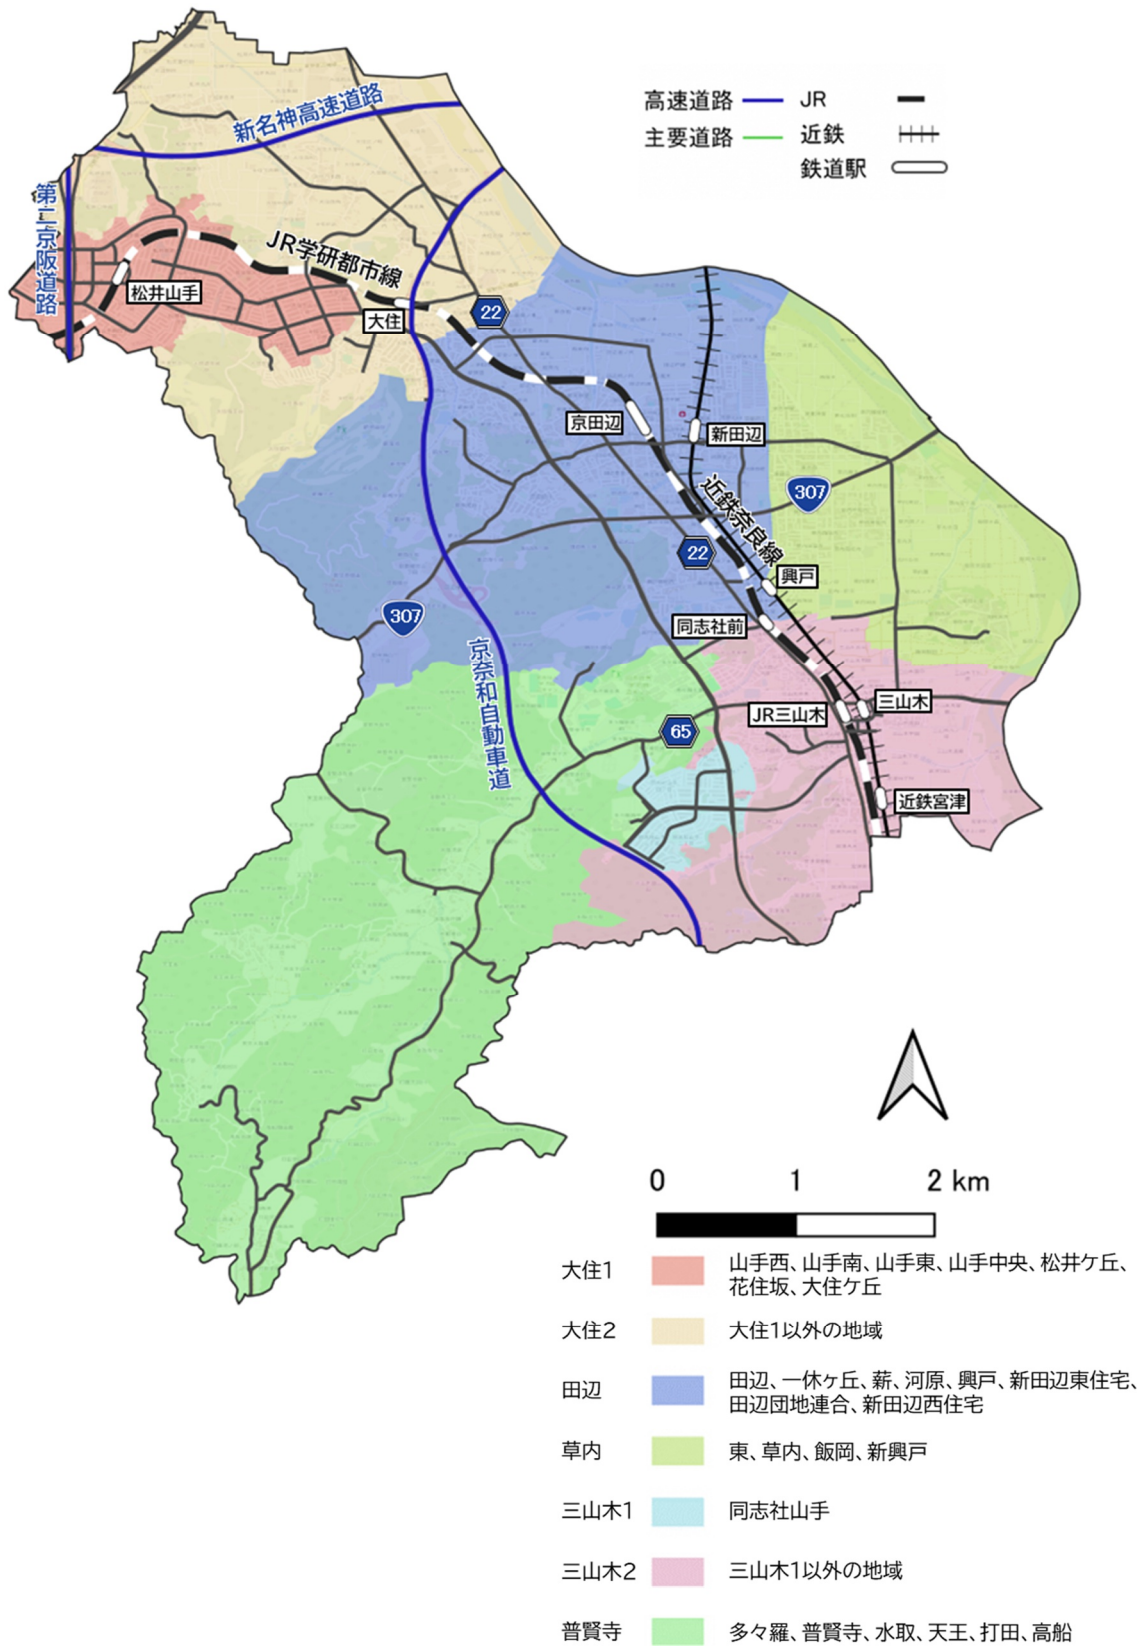 高速道路
JR
主要道路
近鉄
鉄道駅
新名神高速道路
第二京阪道路
JR学研都市線
松井山手
大住
22
京田辺
新田辺
近鉄奈良線
307
22
興戸
307
同志社前
京奈和自動車道
65
JR三山木
三山木
近鉄宮津
0 1 2 km
大住1
山手西、山手南、山手東、山手中央、松井ケ丘、
花住坂、大住ケ丘
大住2
大住1以外の地域
田辺
田辺、一休ヶ丘、薪、河原、興戸、新田辺東住宅、
田辺団地連合、新田辺西住宅
草内
東、草内、飯岡、新興戸
三山木1
同志社山手
三山木2
三山木1以外の地域
普賢寺
多々羅、普賢寺、水取、天王、打田、高船